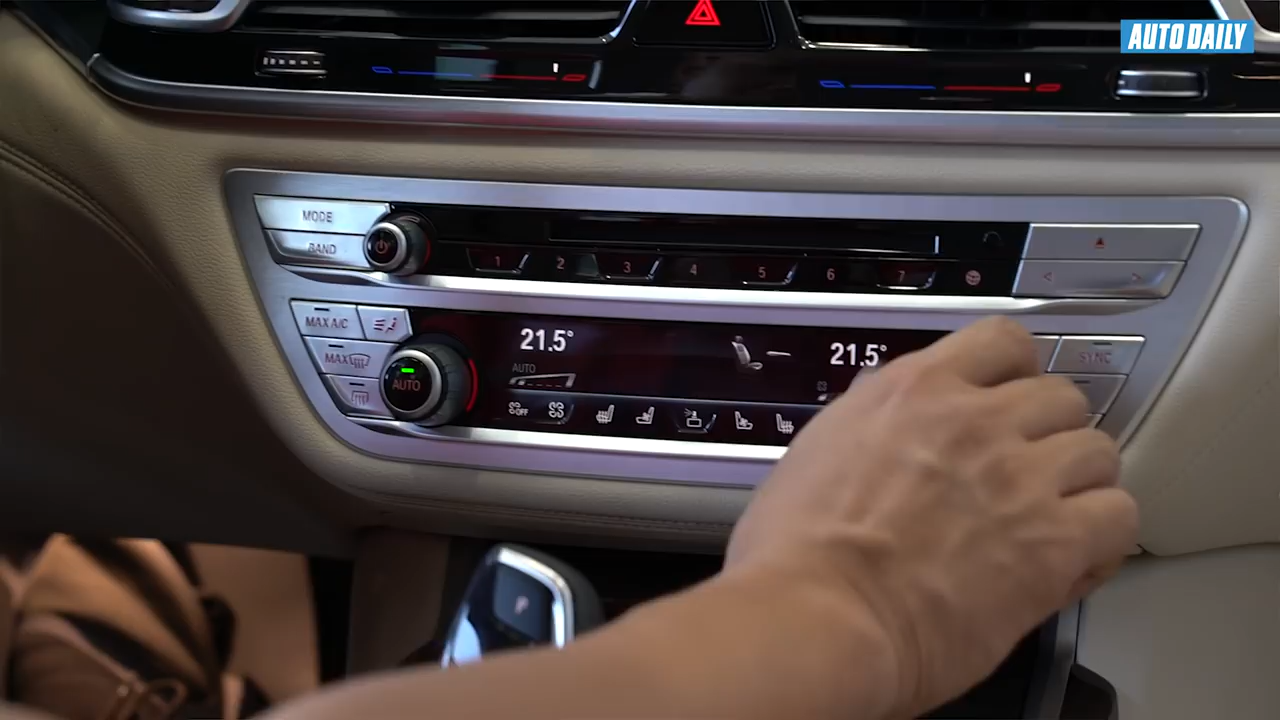 AUTO DAILY
MODE
BAND
1 2 3 4 5 6 7
MAX A/C
21.5°
21.5°
MAX
SYNC
AUTO
AUTO
OFF
P